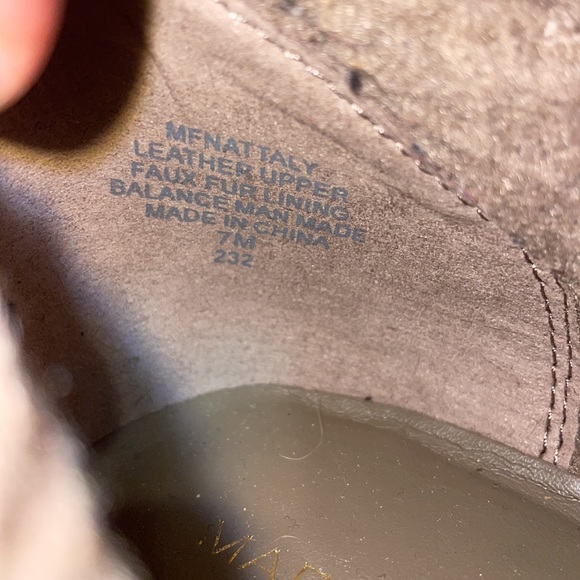 MFNATTALY
LEATHER UPPER
FAUX FUR LINING
BALANCE MAN MADE
MADE IN CHINA
7M
232